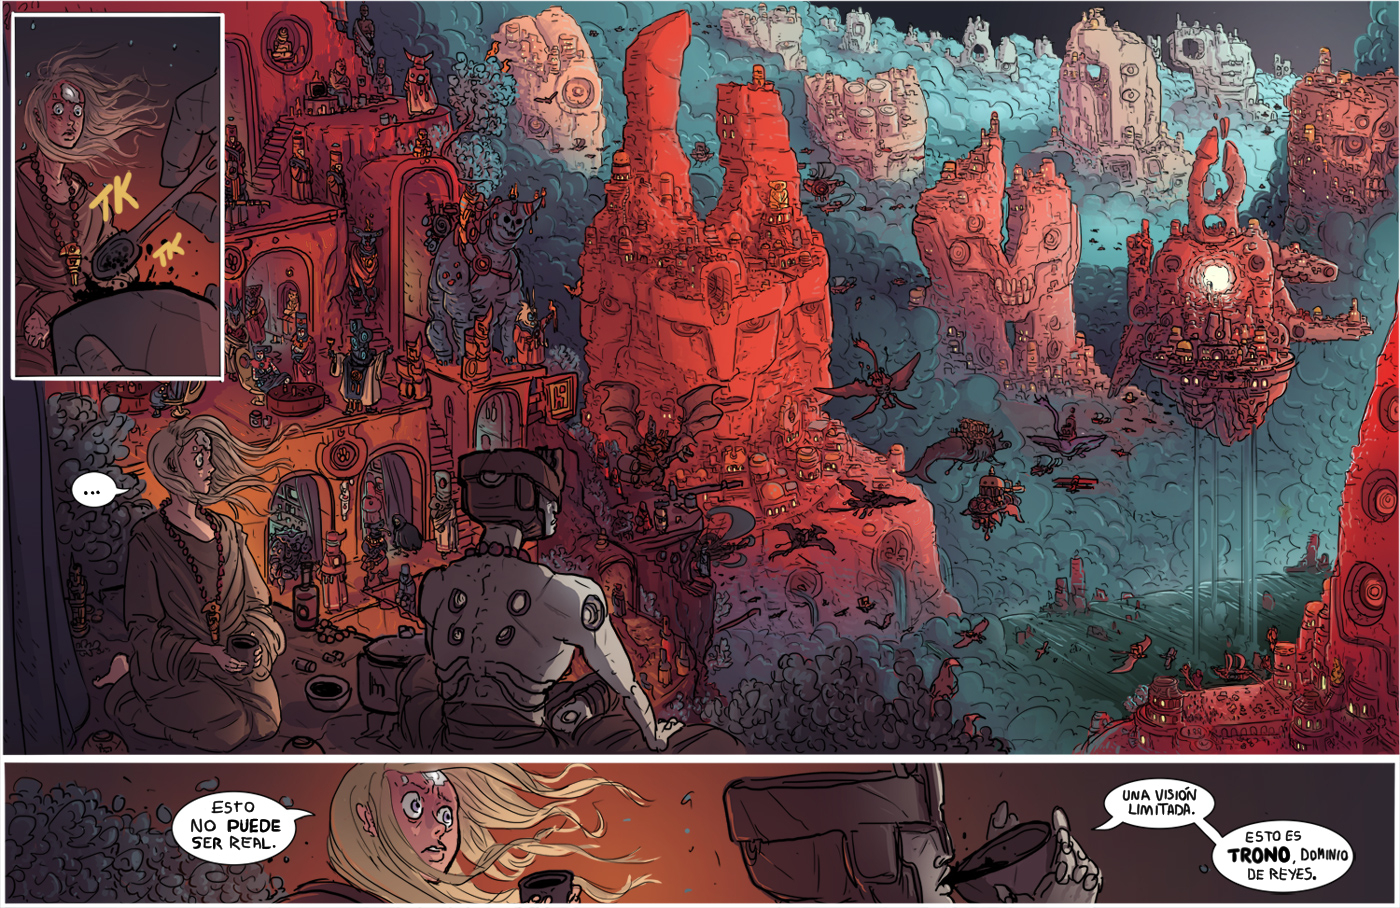 TK
TK
...
ESTO
NO PUEDE
SER REAL.
UNA VISIÓN
LIMITADA.
ESTO ES
TRONO, DOMINIO
DE REYES.